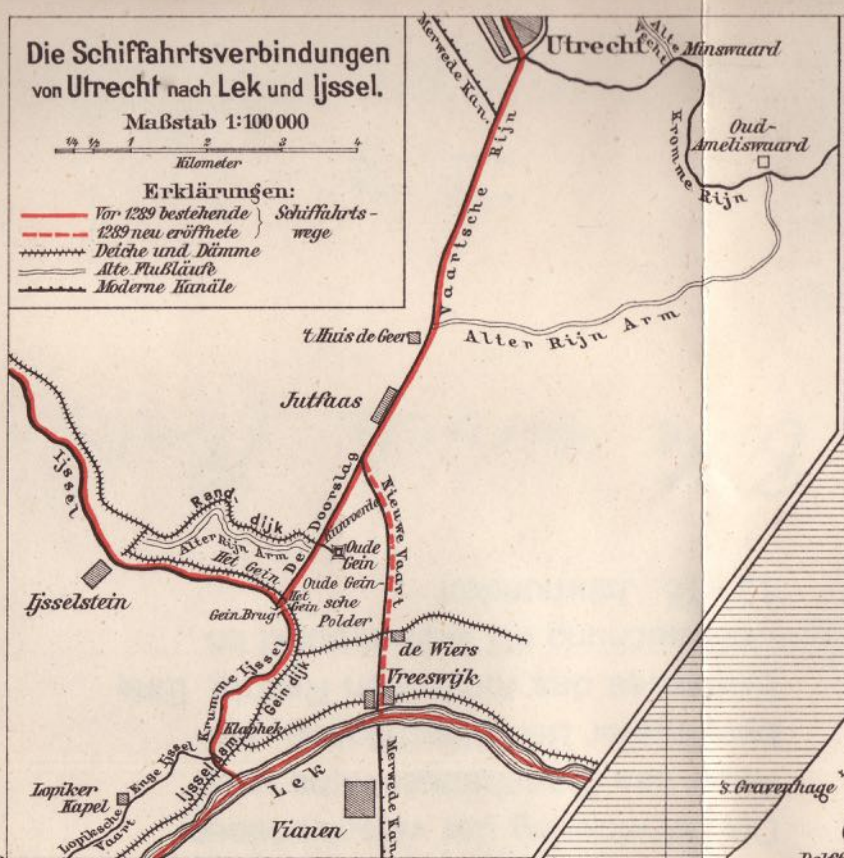 Die Schiffahrtsverbindungen
von Utrecht nach Lek und Ijssel.
Maßstab 1:100 000
1/4 1/2 1 2 3 4
Kilometer
Erklärungen:
Vor 1289 bestehende } Schiffahrts-
1289 neu eröffnete } wege
Deiche und Dämme
Alte Flußläufe
Moderne Kanäle
Merwede Kan.
Utrecht
Alte Vecht
Minswaard
Vaartsche Rijn
Kromme Rijn
Oud-
Ameliswaard
Alter Rijn Arm
't Huis de Geer
Jutfaas
Ijssel
Rand-
dijk
De Doorslag
Nieuwe Vaart
Alter Rijn Arm
Het Gein
Oude
Gein
Ijsselstein
Het
Gein
Gein Brug
Oude Gein-
sche
Polder
de Wiers
Vreeswijk
Krumme Ijssel
Gein dijk
Klaphek
Enge Ijssel
Ijsseldam
Lek
Merwede Kan.
Lopiker
Kapel
Lopiksche
Vaart
Vianen
's Gravenhage